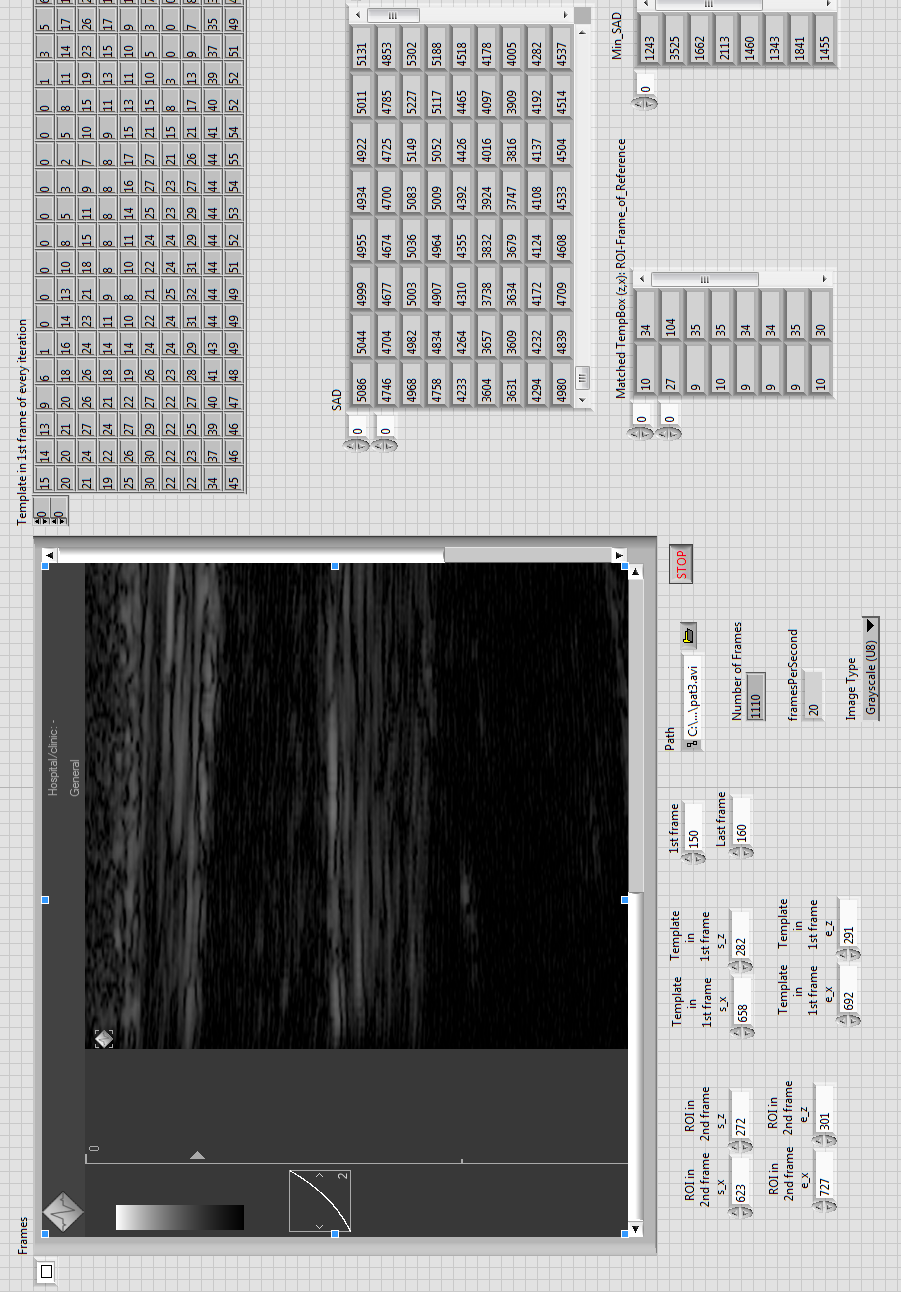 Frames
Hospital/clinic: -
General
0
2
Template in 1st frame of every iteration
0
0
15 14 13 9 6 1 0 0 0 0 0 0 0 0 0 1 3 5
20 20 21 20 18 16 14 13 10 8 5 3 2 5 8 11 14 17
21 24 27 26 26 24 23 21 18 15 11 9 7 10 15 19 23 26
19 22 24 21 18 14 11 9 8 8 8 8 8 9 11 13 15 17
25 26 27 22 19 14 10 8 10 11 14 16 17 15 13 11 10 9
30 29 27 27 26 24 22 21 22 24 25 27 27 21 15 10 5 3
22 22 22 22 23 24 24 25 24 24 23 23 21 15 8 3 0 0
22 23 25 27 28 29 31 32 31 29 29 27 26 21 17 13 9 7
34 37 39 40 41 43 44 44 44 44 44 44 44 41 40 39 37 35
45 46 46 47 48 49 49 49 51 52 53 54 55 54 52 52 51 49
SAD
0
0
5086 5044 4999 4955 4934 4922 5011 5131
4746 4704 4677 4674 4700 4725 4785 4853
4968 4982 5003 5036 5083 5149 5227 5302
4758 4834 4907 4964 5009 5052 5117 5188
4233 4264 4310 4355 4392 4426 4465 4518
3604 3657 3738 3832 3924 4016 4097 4178
3631 3609 3634 3679 3747 3816 3909 4005
4294 4232 4172 4124 4108 4137 4192 4282
4980 4839 4709 4608 4533 4504 4514 4537
Matched TempBox (z,x): ROI-Frame_of_Reference
0
0
10 34
27 104
9 35
10 35
9 34
9 34
9 35
10 30
Min_SAD
0
1243
3525
1662
2113
1460
1343
1841
1455
ROI in
2nd frame
s_x
623
ROI in
2nd frame
s_z
272
ROI in
2nd frame
e_x
727
ROI in
2nd frame
e_z
301
Template
in
1st frame
s_x
658
Template
in
1st frame
s_z
282
Template
in
1st frame
e_x
692
Template
in
1st frame
e_z
291
1st frame
150
Last frame
160
Path
C:\...\pat3.avi
Number of Frames
1110
framesPerSecond
20
Image Type
Grayscale (U8)
STOP